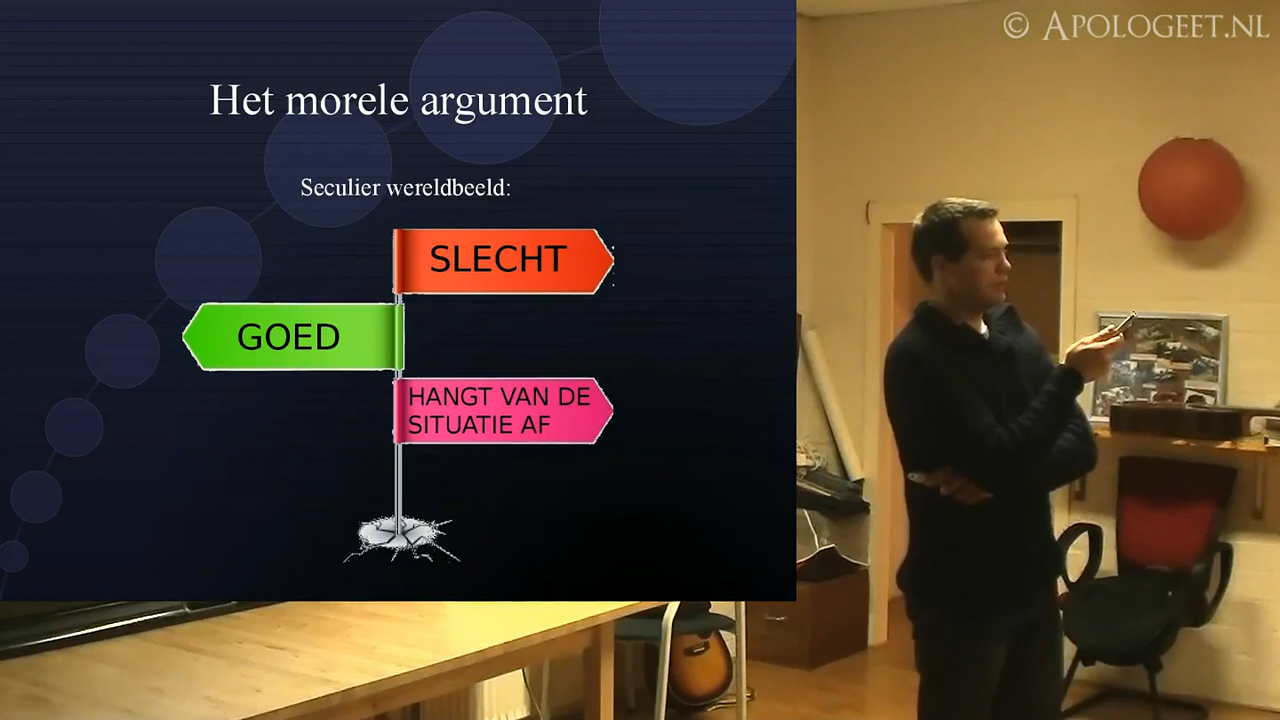 © APOLOGEET.NL
Het morele argument
Seculier wereldbeeld:
SLECHT
GOED
HANGT VAN DE
SITUATIE AF